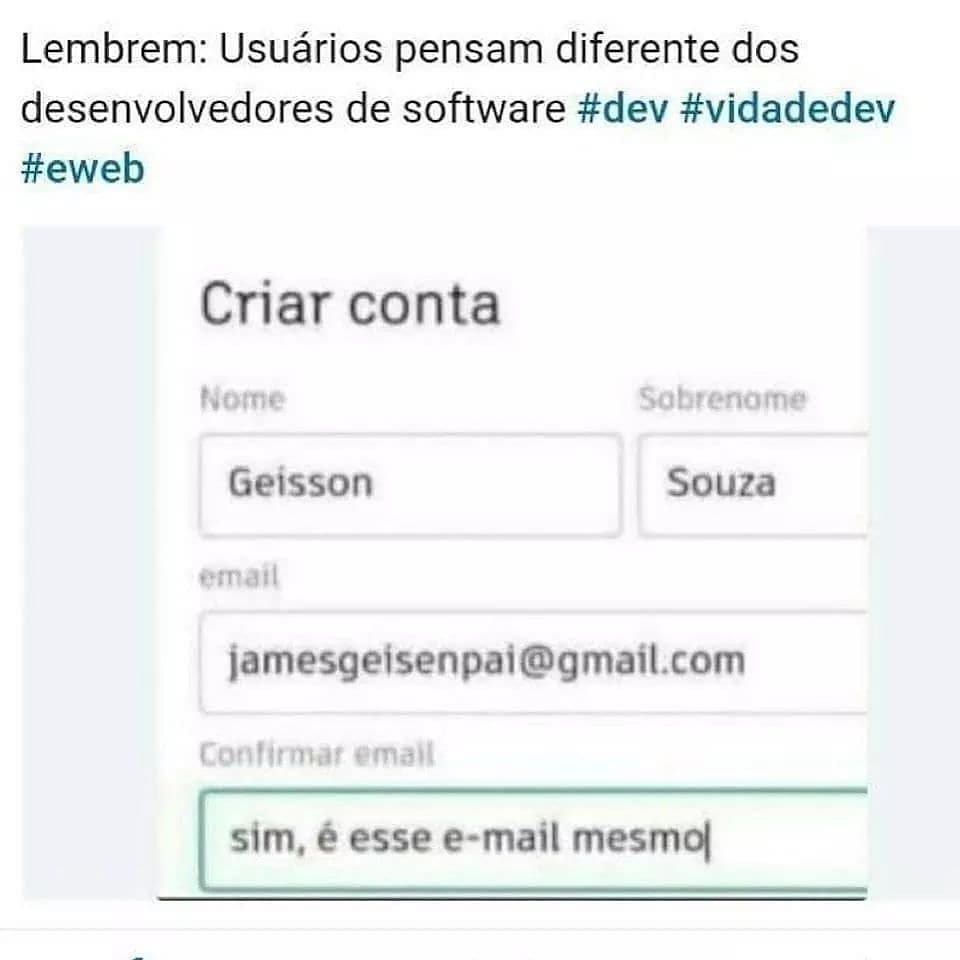 Lembrem: Usuários pensam diferente dos
desenvolvedores de software #dev #vidadedev
#eweb
Criar conta
Nome Sobrenome
Geisson Souza
email
jamesgeisenpai@gmail.com
Confirmar email
sim, é esse e-mail mesmo